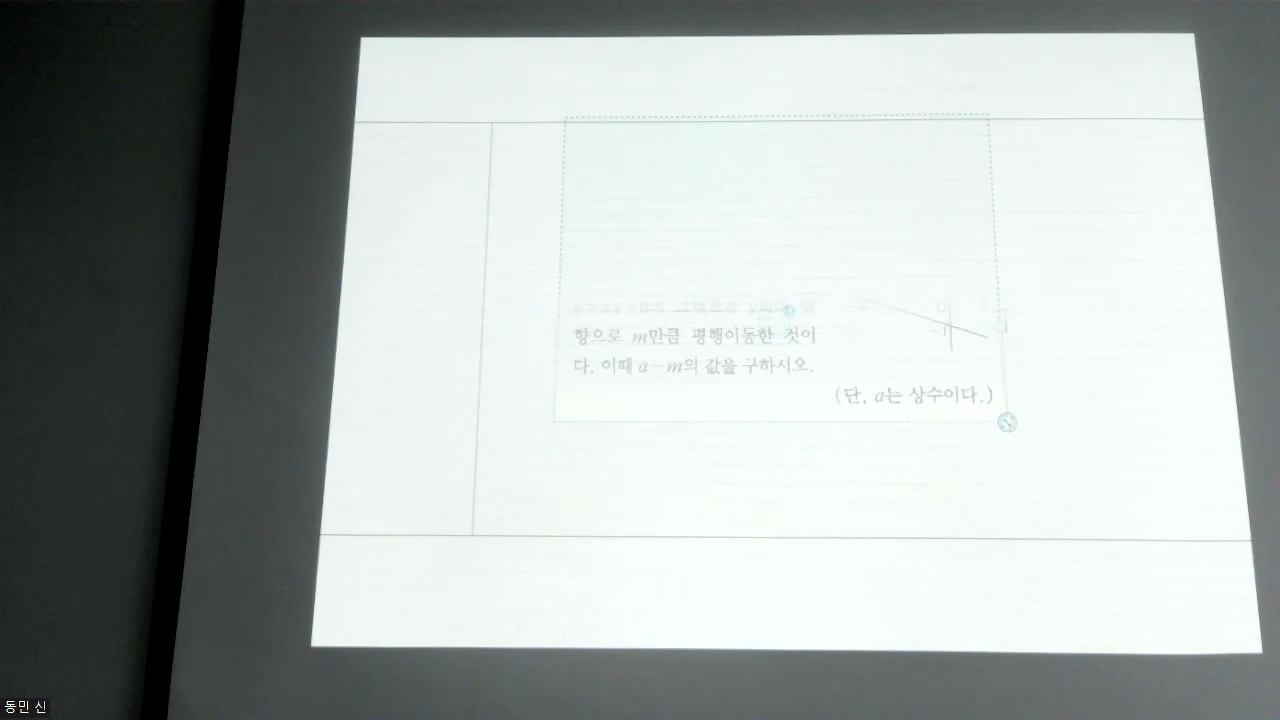 향으로 m만큼 평행이동한 것이
다. 이때 a-m의 값을 구하시오.
(단, a는 상수이다.)
-1
동민 신